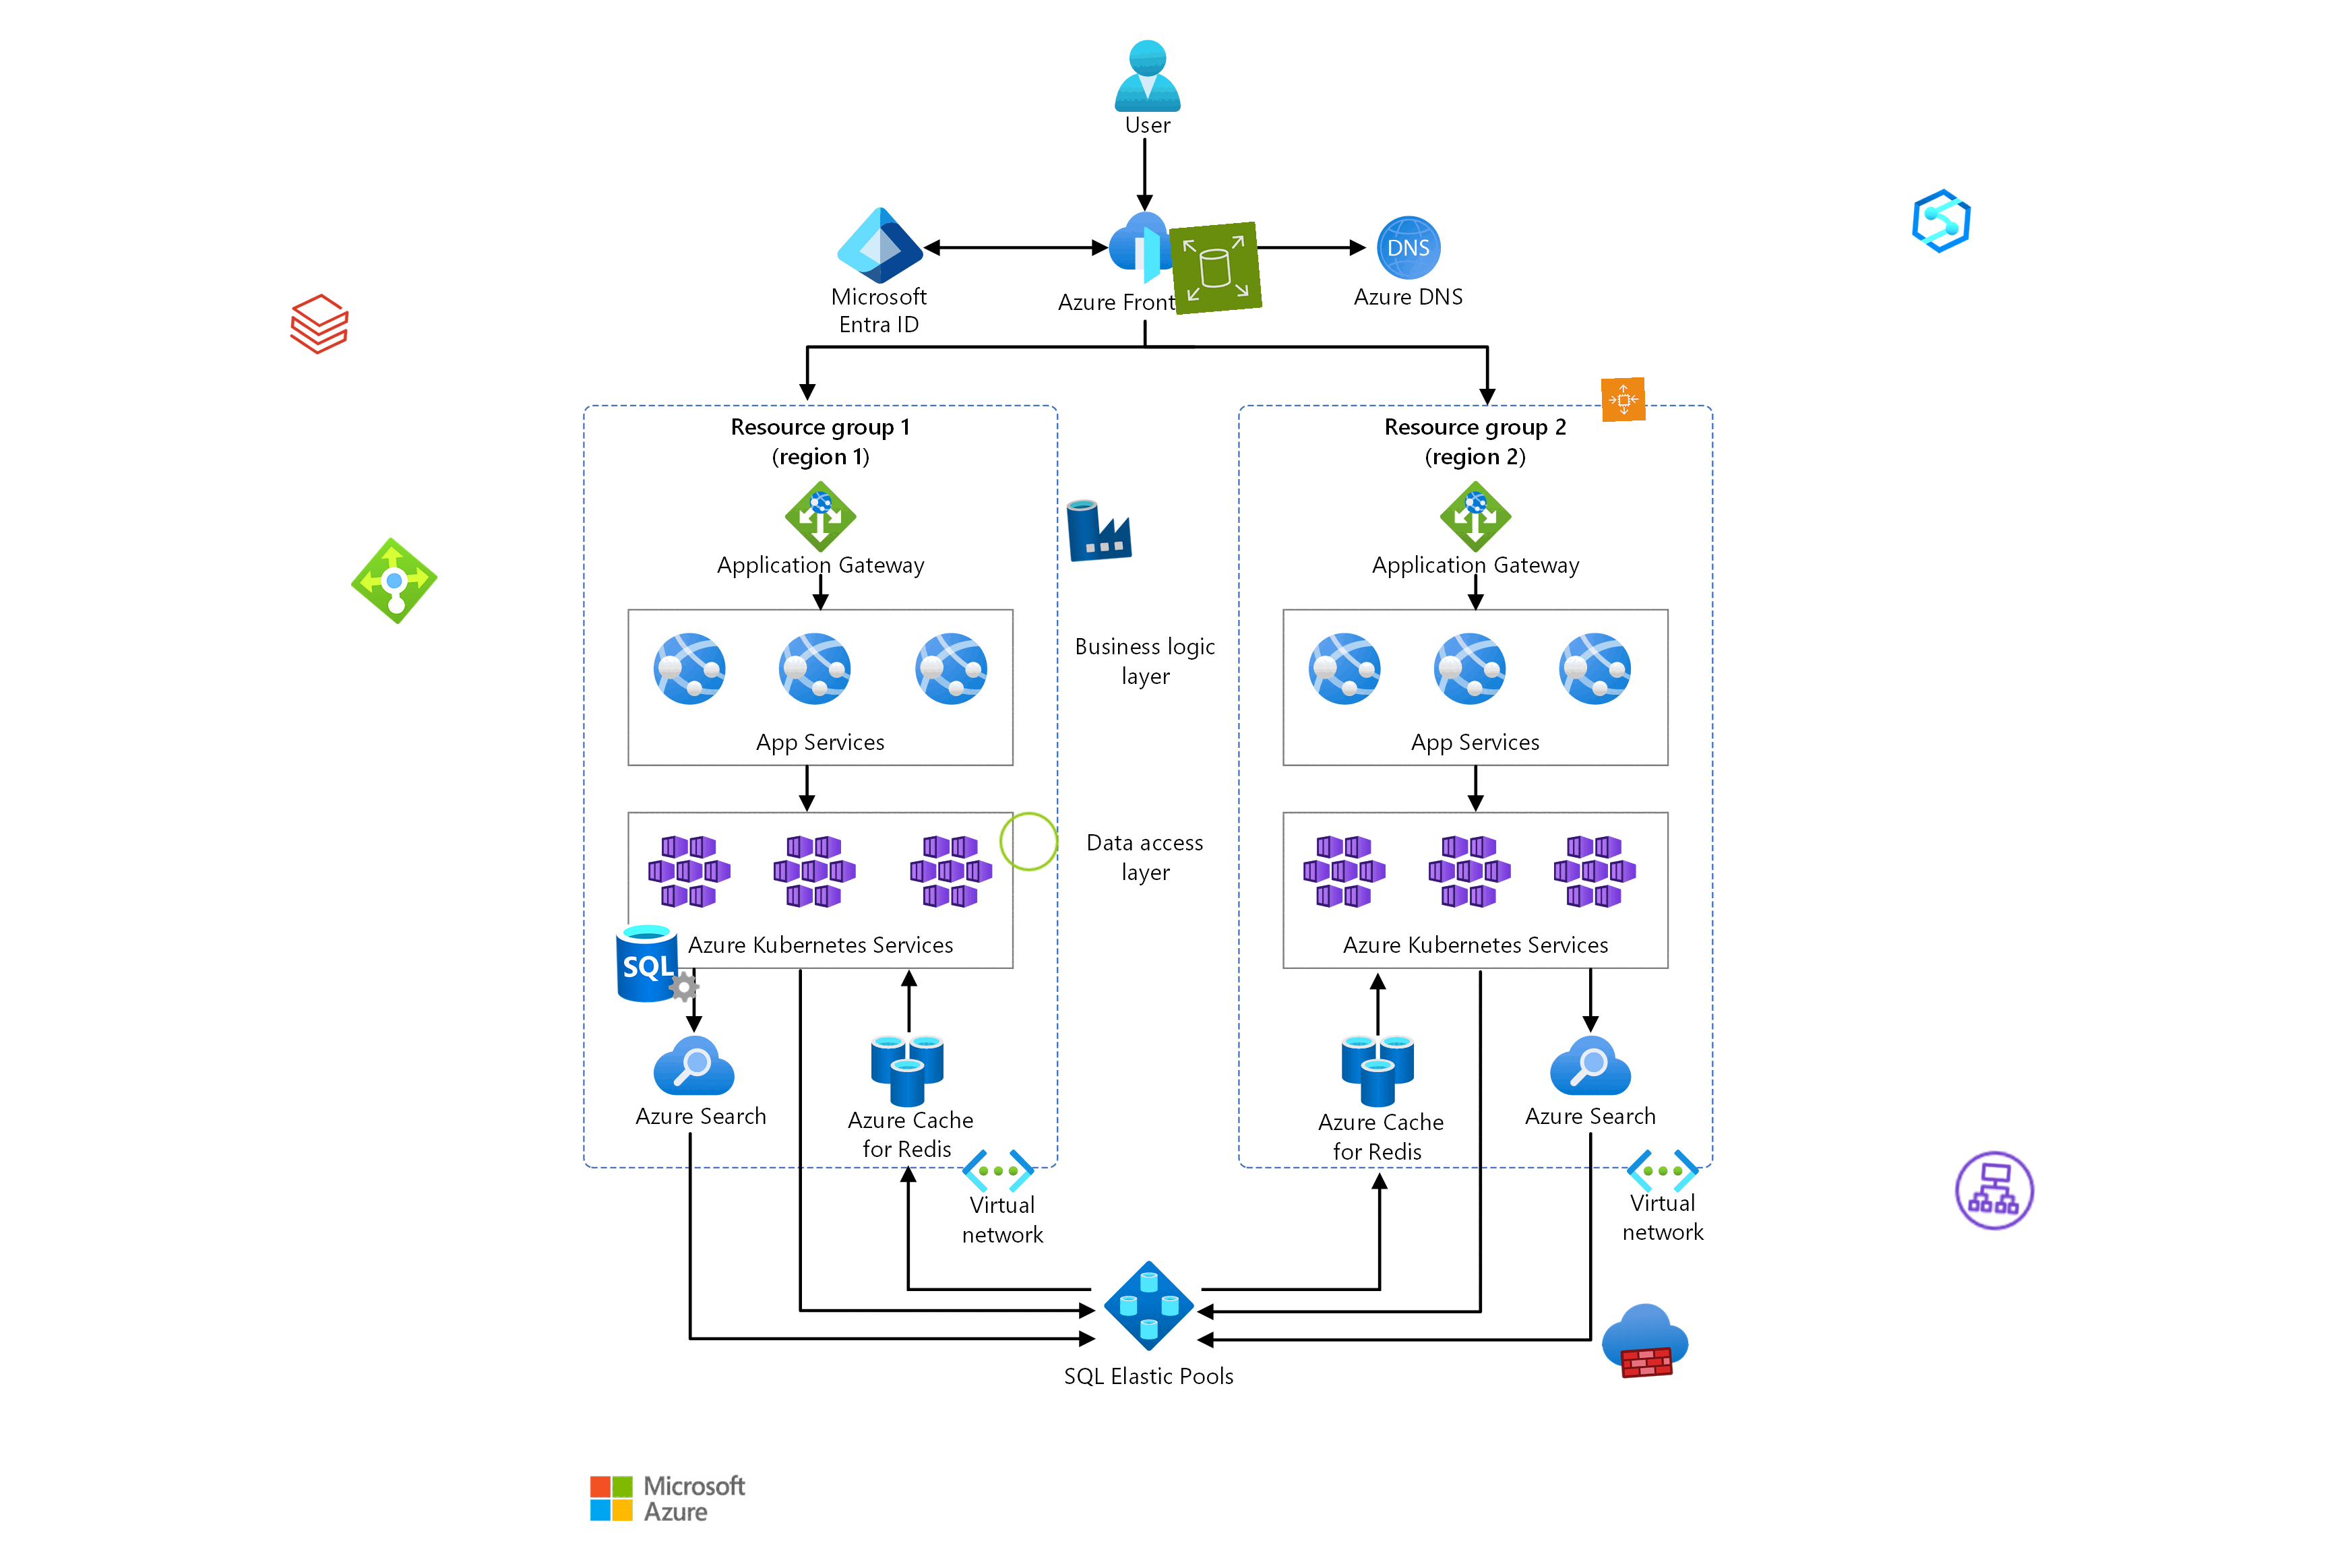 User
DNS
Microsoft
Entra ID
Azure Front
Azure DNS
Resource group 1
(region 1)
Resource group 2
(region 2)
Application Gateway
Application Gateway
Business logic
layer
App Services
App Services
Data access
layer
Azure Kubernetes Services
Azure Kubernetes Services
SQL
Azure Search
Azure Cache
for Redis
Azure Cache
for Redis
Azure Search
Virtual
network
Virtual
network
SQL Elastic Pools
Microsoft
Azure